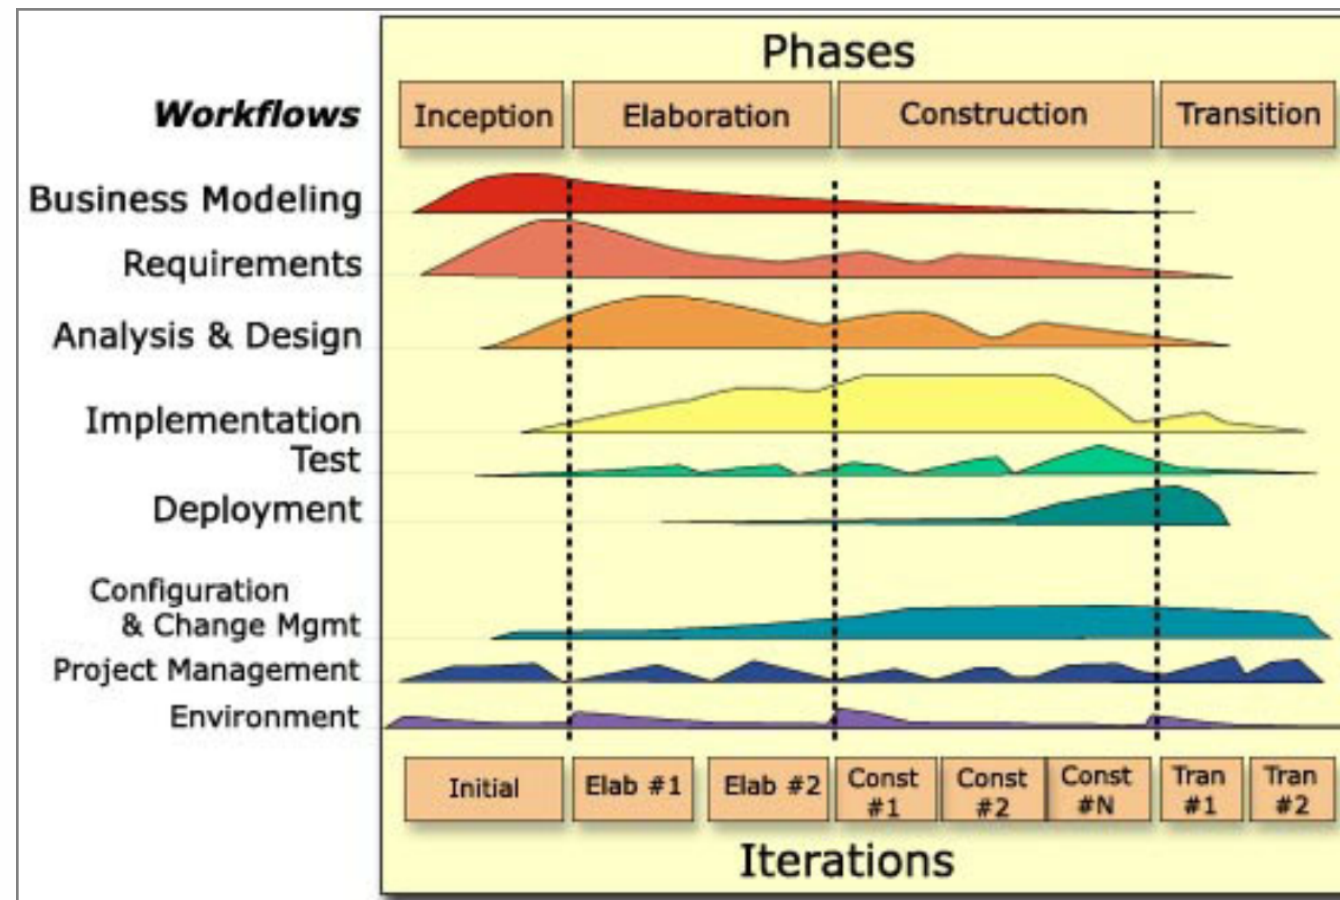 Phases
Workflows
Inception
Elaboration
Construction
Transition
Business Modeling
Requirements
Analysis & Design
Implementation
Test
Deployment
Configuration
& Change Mgmt
Project Management
Environment
Initial
Elab #1
Elab #2
Const
#1
Const
#2
Const
#N
Tran
#1
Tran
#2
Iterations